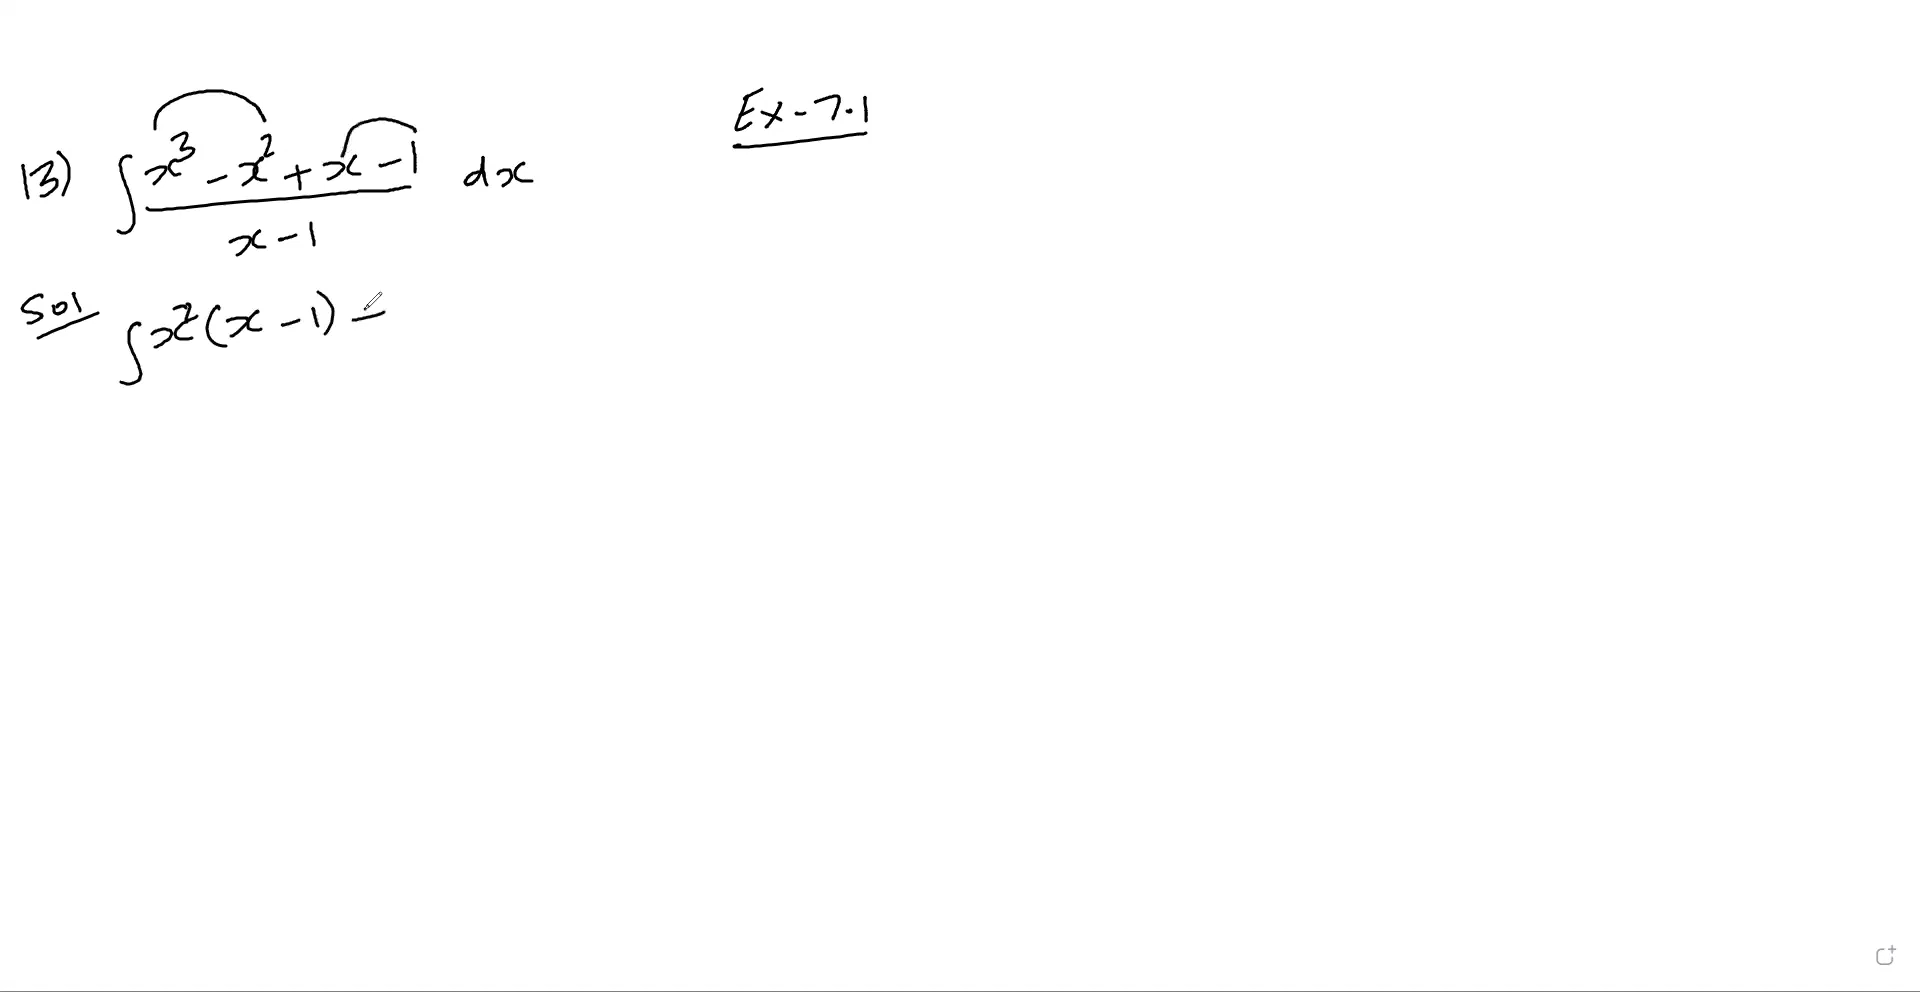 Ex-7.1
13) ∫ x³ - x² + x - 1 dx
x - 1
Sol ∫ x² (x - 1) -